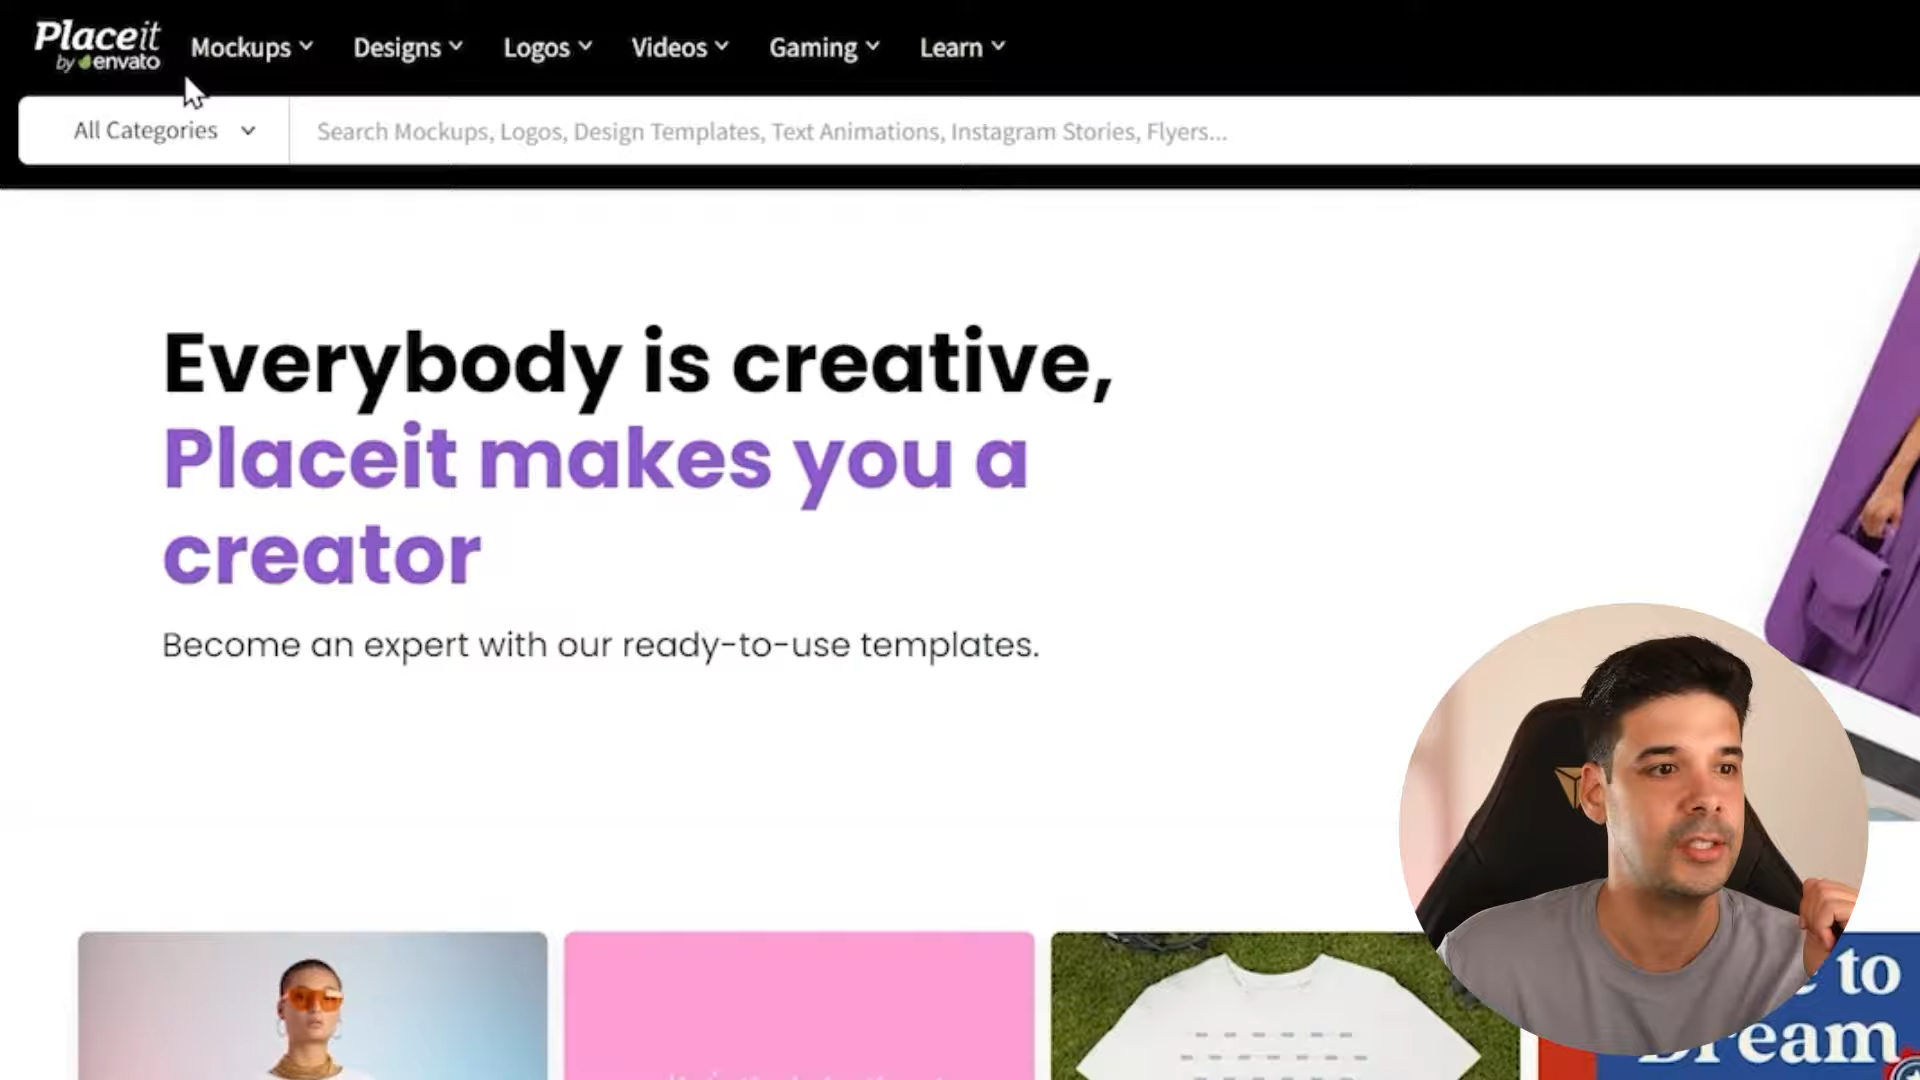 Placeit
by envato
Mockups
Designs
Logos
Videos
Gaming
Learn
All Categories
Search Mockups, Logos, Design Templates, Text Animations, Instagram Stories, Flyers...
Everybody is creative,
Placeit makes you a
creator
Become an expert with our ready-to-use templates.
to
Dream